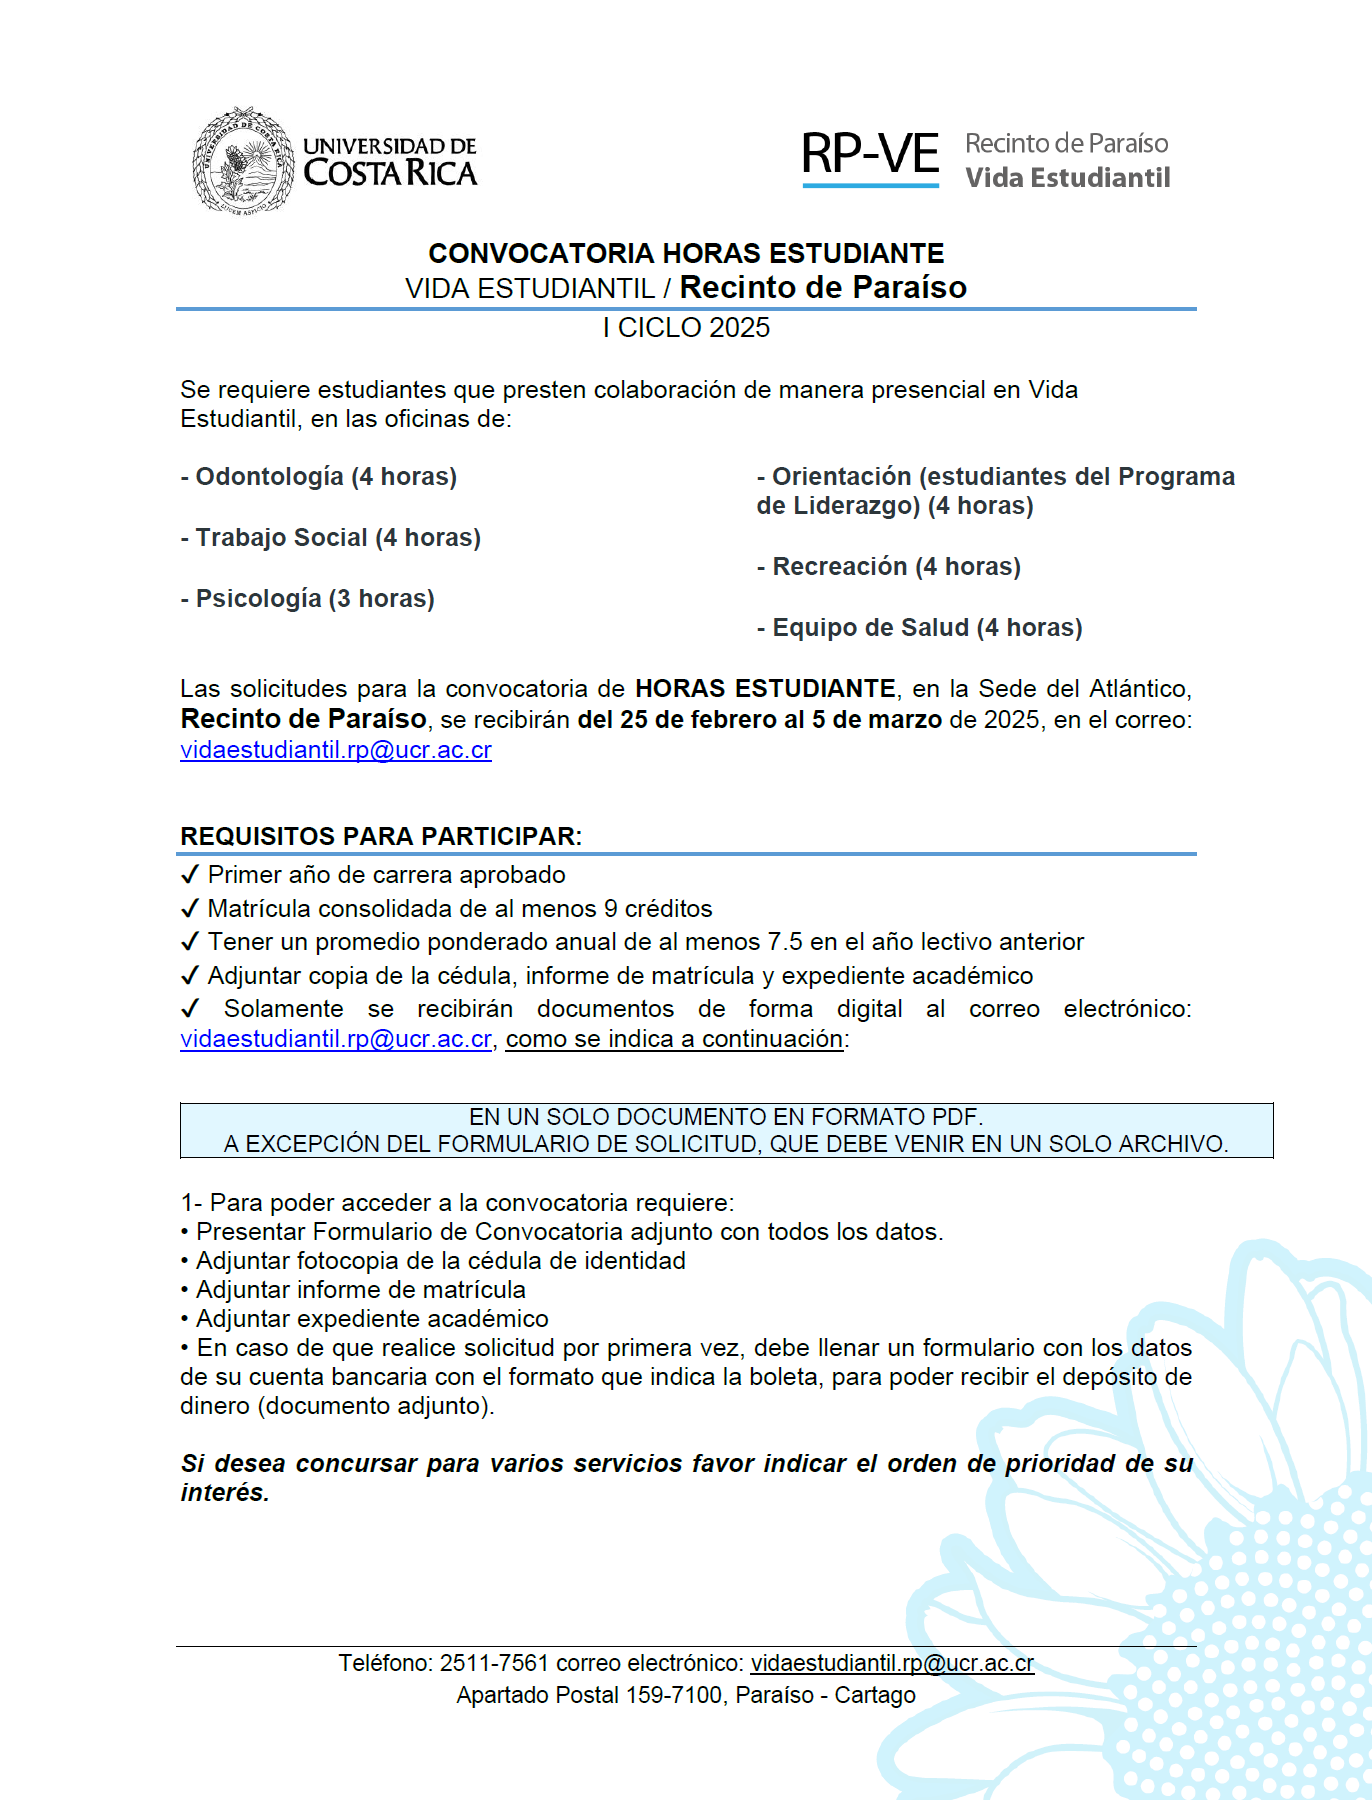 UNIVERSIDAD DE COSTA RICA
LUCEM ASPICIO
UNIVERSIDAD DE
COSTA RICA
RP-VE
Recinto de Paraíso
Vida Estudiantil
CONVOCATORIA HORAS ESTUDIANTE
VIDA ESTUDIANTIL / Recinto de Paraíso
I CICLO 2025
Se requiere estudiantes que presten colaboración de manera presencial en Vida
Estudiantil, en las oficinas de:
- Odontología (4 horas)
- Trabajo Social (4 horas)
- Psicología (3 horas)
- Orientación (estudiantes del Programa
de Liderazgo) (4 horas)
- Recreación (4 horas)
- Equipo de Salud (4 horas)
Las solicitudes para la convocatoria de HORAS ESTUDIANTE, en la Sede del Atlántico,
Recinto de Paraíso, se recibirán del 25 de febrero al 5 de marzo de 2025, en el correo:
vidaestudiantil.rp@ucr.ac.cr
REQUISITOS PARA PARTICIPAR:
✓ Primer año de carrera aprobado
✓ Matrícula consolidada de al menos 9 créditos
✓ Tener un promedio ponderado anual de al menos 7.5 en el año lectivo anterior
✓ Adjuntar copia de la cédula, informe de matrícula y expediente académico
✓ Solamente se recibirán documentos de forma digital al correo electrónico:
vidaestudiantil.rp@ucr.ac.cr, como se indica a continuación:
EN UN SOLO DOCUMENTO EN FORMATO PDF.
A EXCEPCIÓN DEL FORMULARIO DE SOLICITUD, QUE DEBE VENIR EN UN SOLO ARCHIVO.
1- Para poder acceder a la convocatoria requiere:
• Presentar Formulario de Convocatoria adjunto con todos los datos.
• Adjuntar fotocopia de la cédula de identidad
• Adjuntar informe de matrícula
• Adjuntar expediente académico
• En caso de que realice solicitud por primera vez, debe llenar un formulario con los datos
de su cuenta bancaria con el formato que indica la boleta, para poder recibir el depósito de
dinero (documento adjunto).
Si desea concursar para varios servicios favor indicar el orden de prioridad de su
interés.
Teléfono: 2511-7561 correo electrónico: vidaestudiantil.rp@ucr.ac.cr
Apartado Postal 159-7100, Paraíso - Cartago